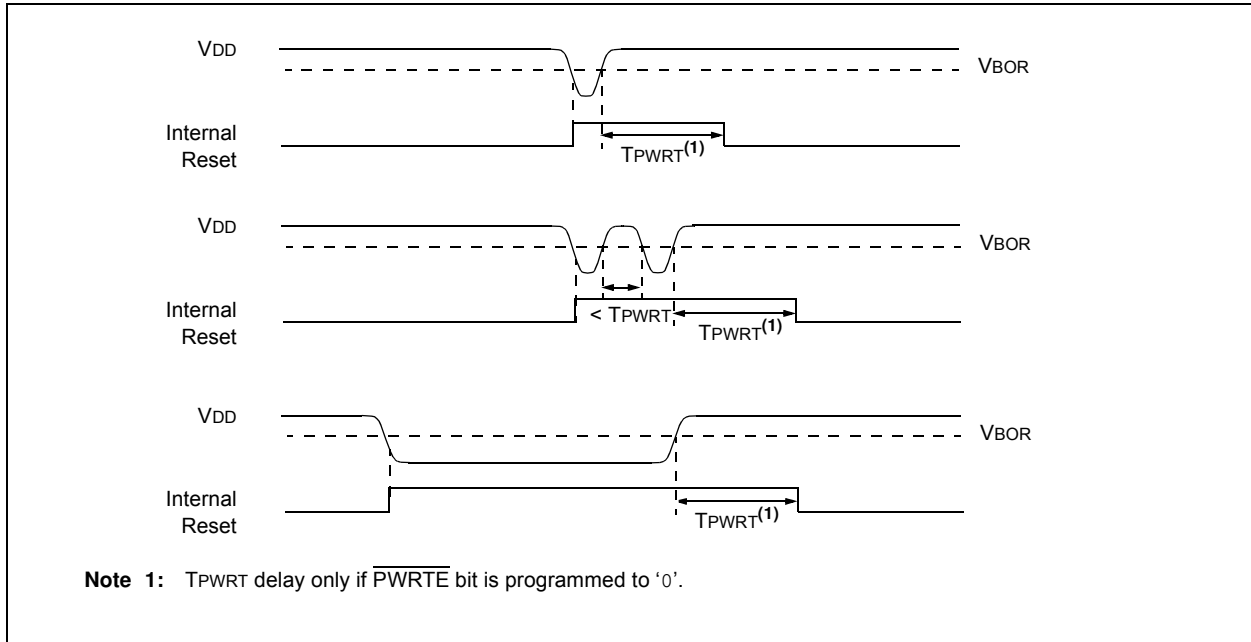 VDD
VBOR
Internal
Reset
TPWRT(1)
VDD
VBOR
Internal
Reset
< TPWRT
TPWRT(1)
VDD
VBOR
Internal
Reset
TPWRT(1)
Note 1: TPWRT delay only if PWRTE bit is programmed to ‘0’.